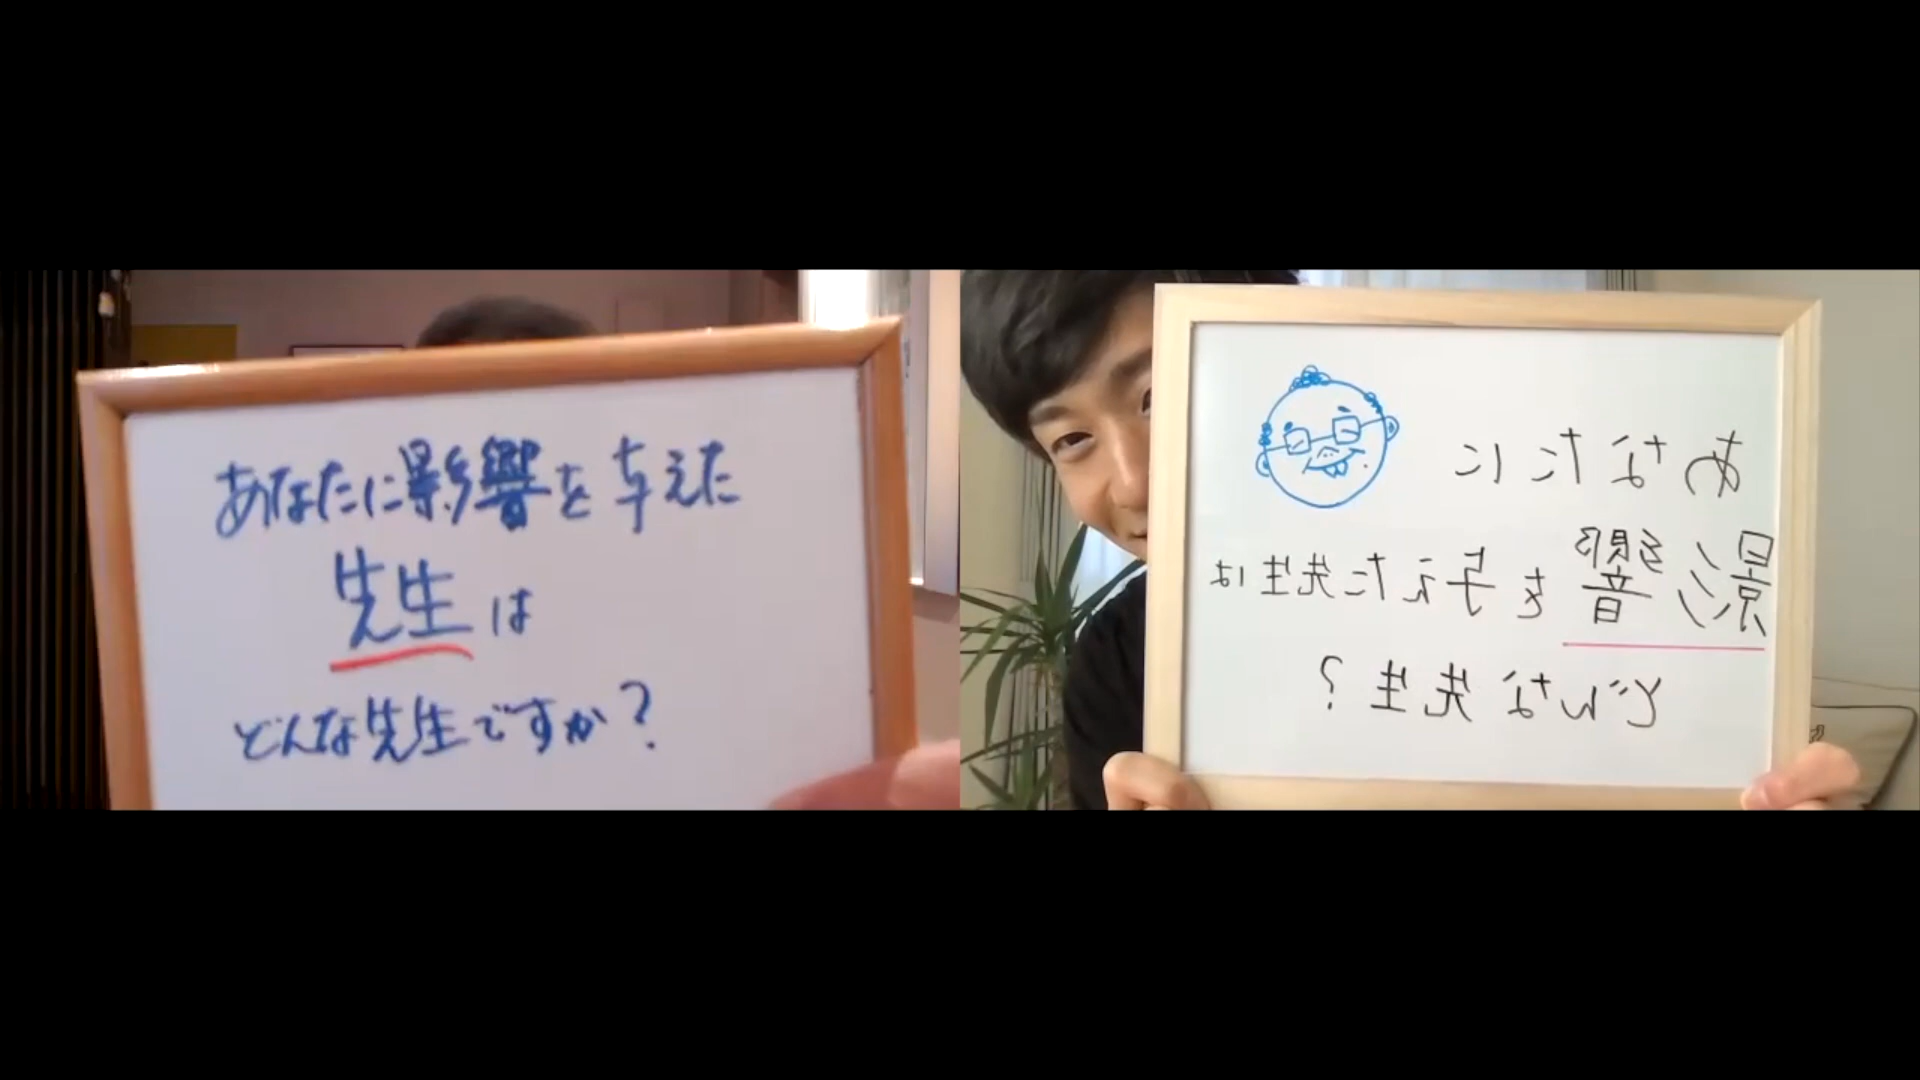 あなたに影響を与えた
先生は
どんな先生ですか？
あなたに
影響を与えた先生は
どんな先生？